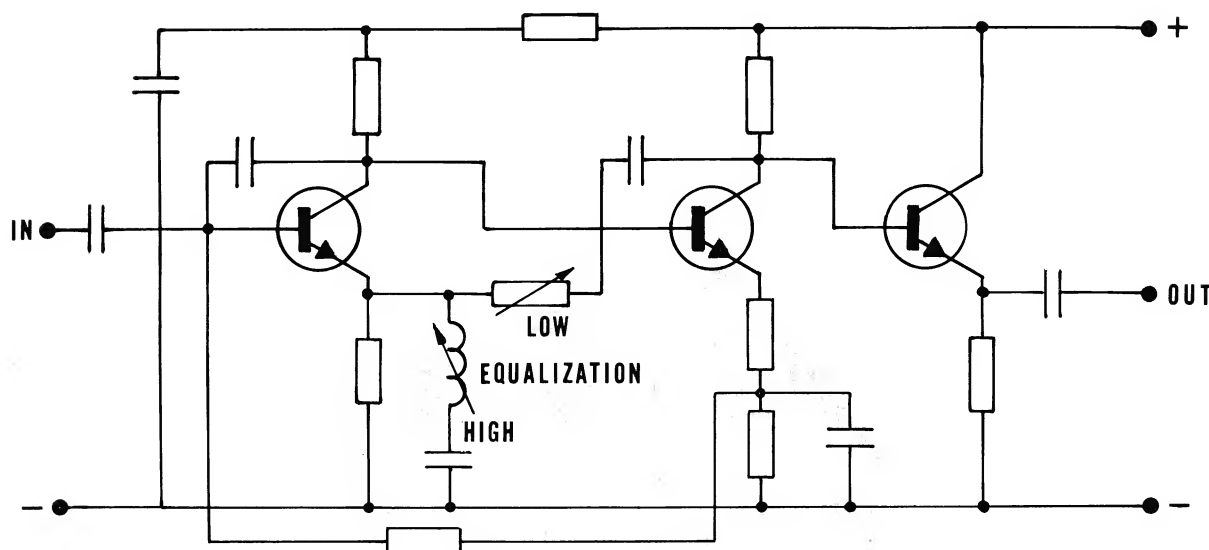 +
IN
OUT
LOW
EQUALIZATION
HIGH
–
–